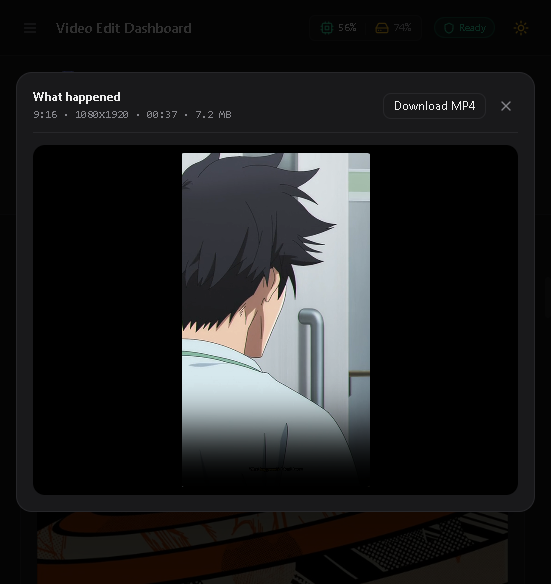 Video Edit Dashboard
56%
74%
Ready
What happened
9:16 • 1080x1920 • 00:37 • 7.2 MB
Download MP4